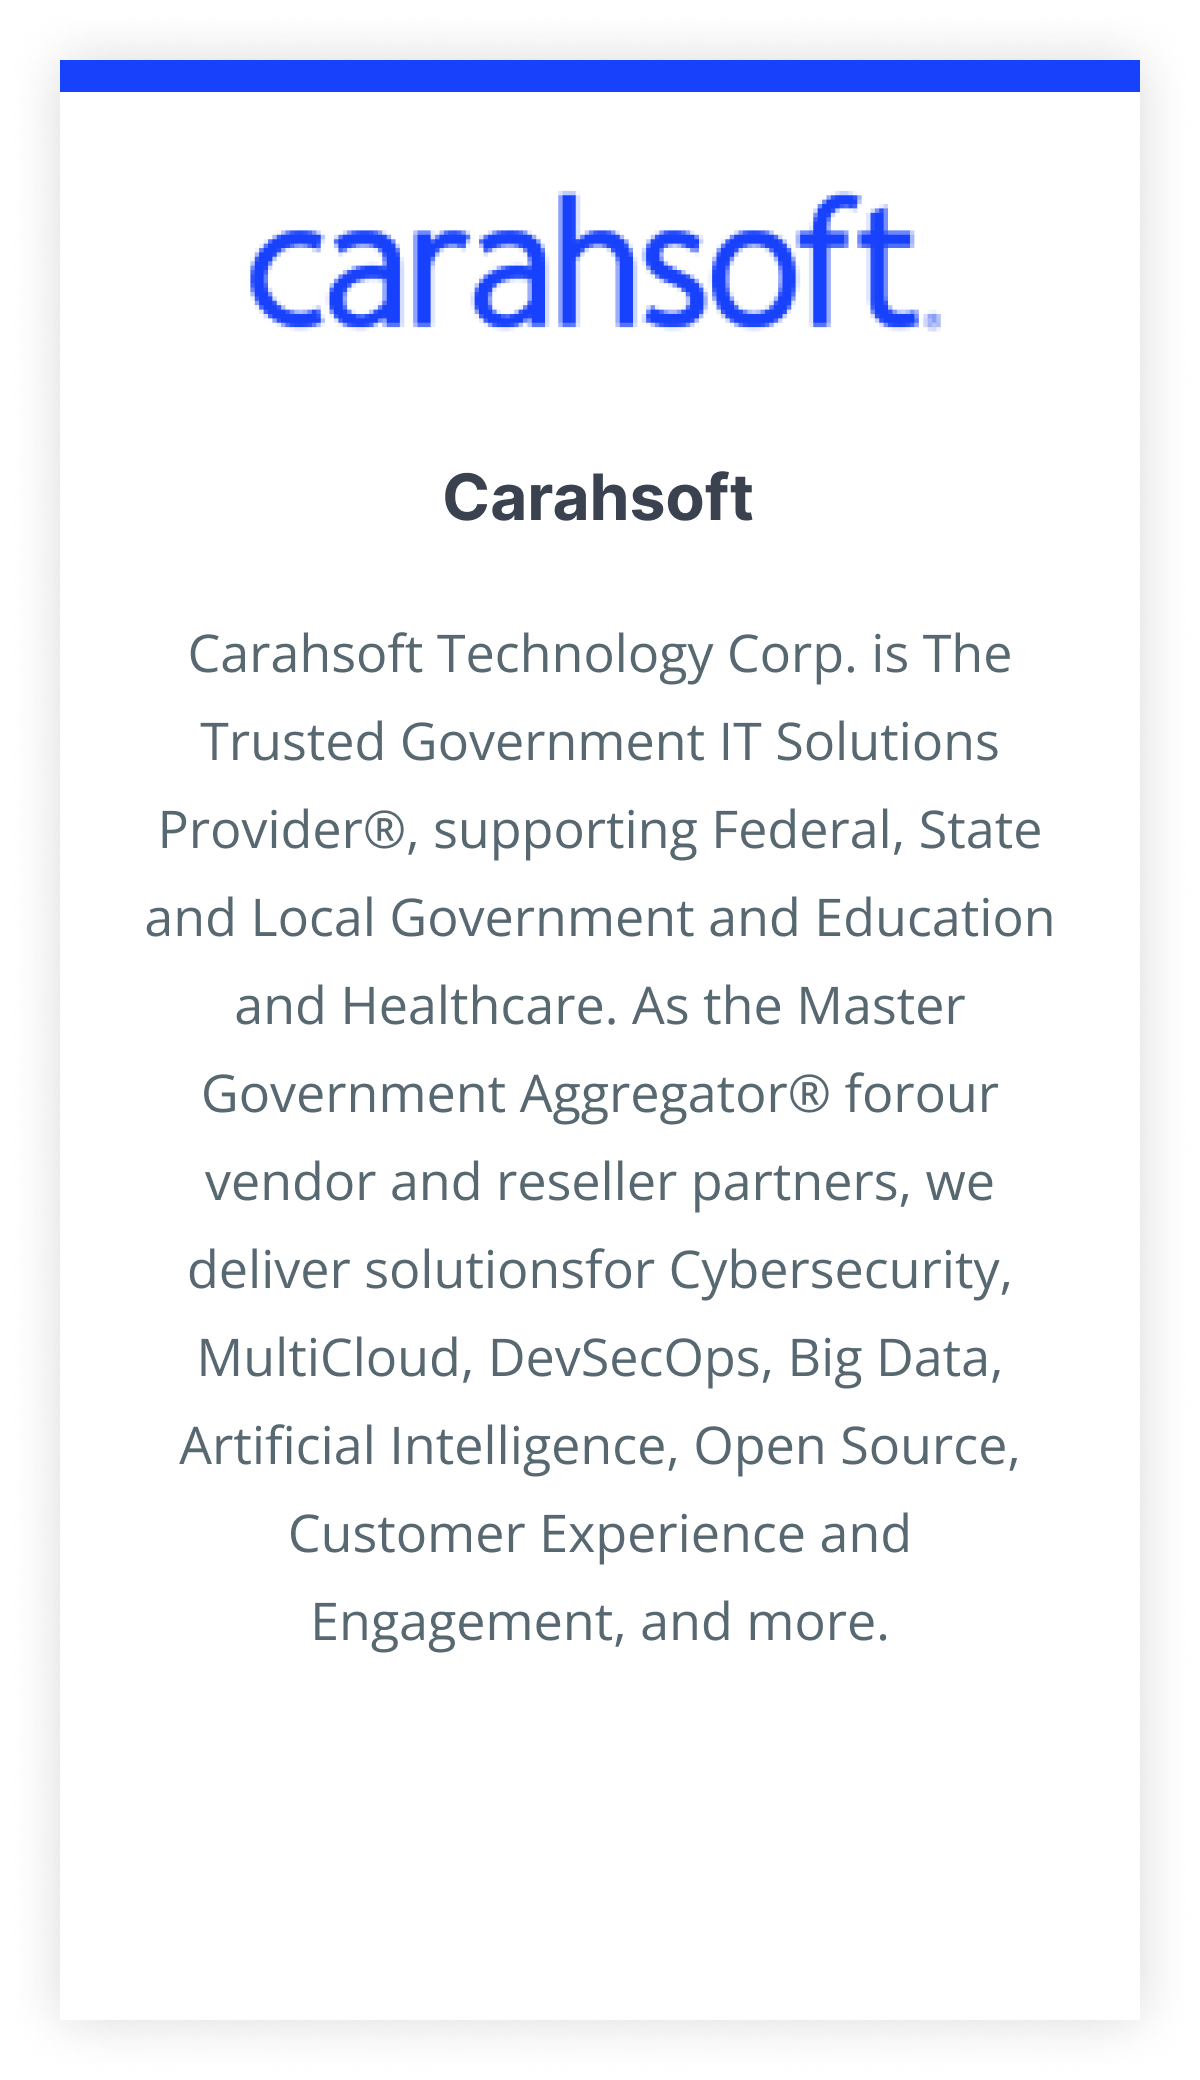 carahsoft.
Carahsoft
Carahsoft Technology Corp. is The
Trusted Government IT Solutions
Provider®, supporting Federal, State
and Local Government and Education
and Healthcare. As the Master
Government Aggregator® forour
vendor and reseller partners, we
deliver solutionsfor Cybersecurity,
MultiCloud, DevSecOps, Big Data,
Artificial Intelligence, Open Source,
Customer Experience and
Engagement, and more.